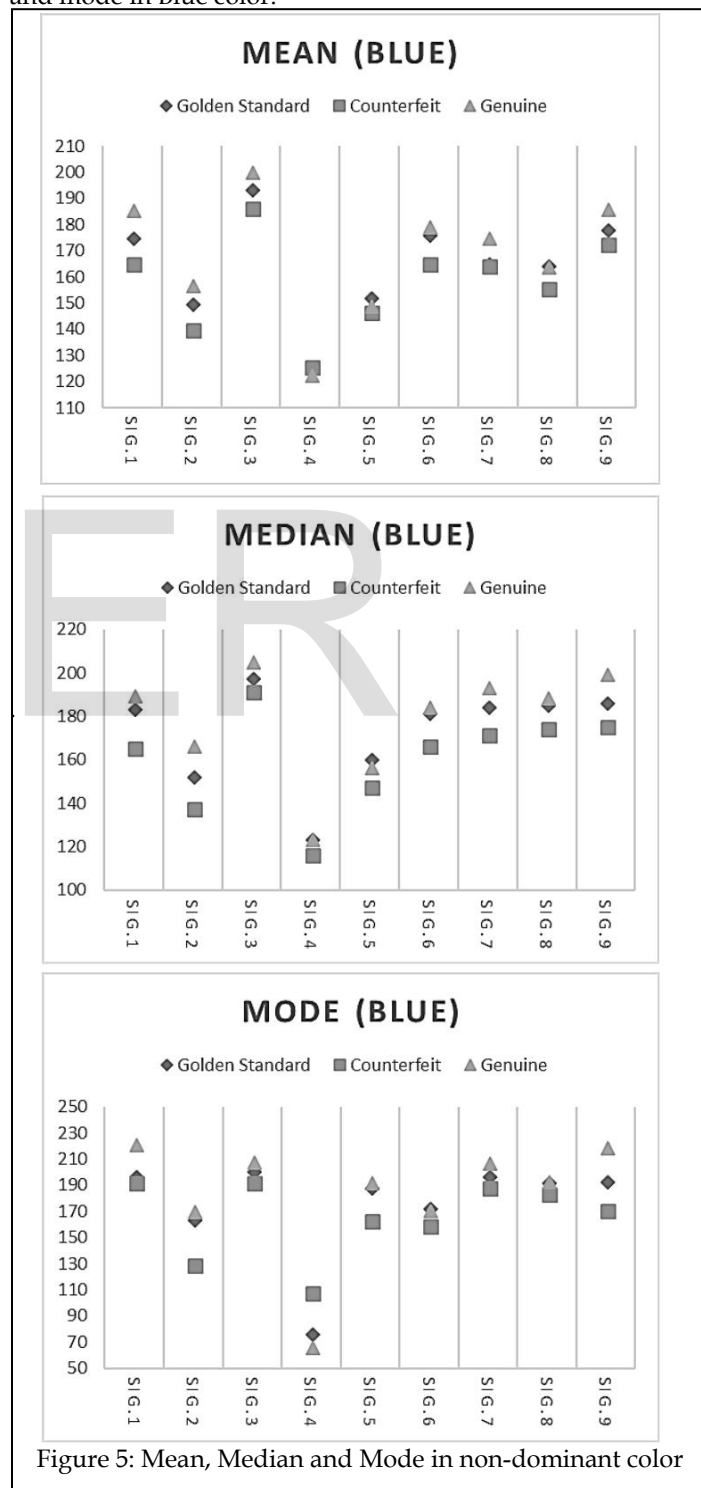 and mode in Blue color.
MEAN (BLUE)
Golden Standard Counterfeit Genuine
210
200
190
180
170
160
150
140
130
120
110
SIG.1 SIG.2 SIG.3 SIG.4 SIG.5 SIG.6 SIG.7 SIG.8 SIG.9
ER
MEDIAN (BLUE)
Golden Standard Counterfeit Genuine
220
200
180
160
140
120
100
SIG.1 SIG.2 SIG.3 SIG.4 SIG.5 SIG.6 SIG.7 SIG.8 SIG.9
MODE (BLUE)
Golden Standard Counterfeit Genuine
250
230
210
190
170
150
130
110
90
70
50
SIG.1 SIG.2 SIG.3 SIG.4 SIG.5 SIG.6 SIG.7 SIG.8 SIG.9
Figure 5: Mean, Median and Mode in non-dominant color